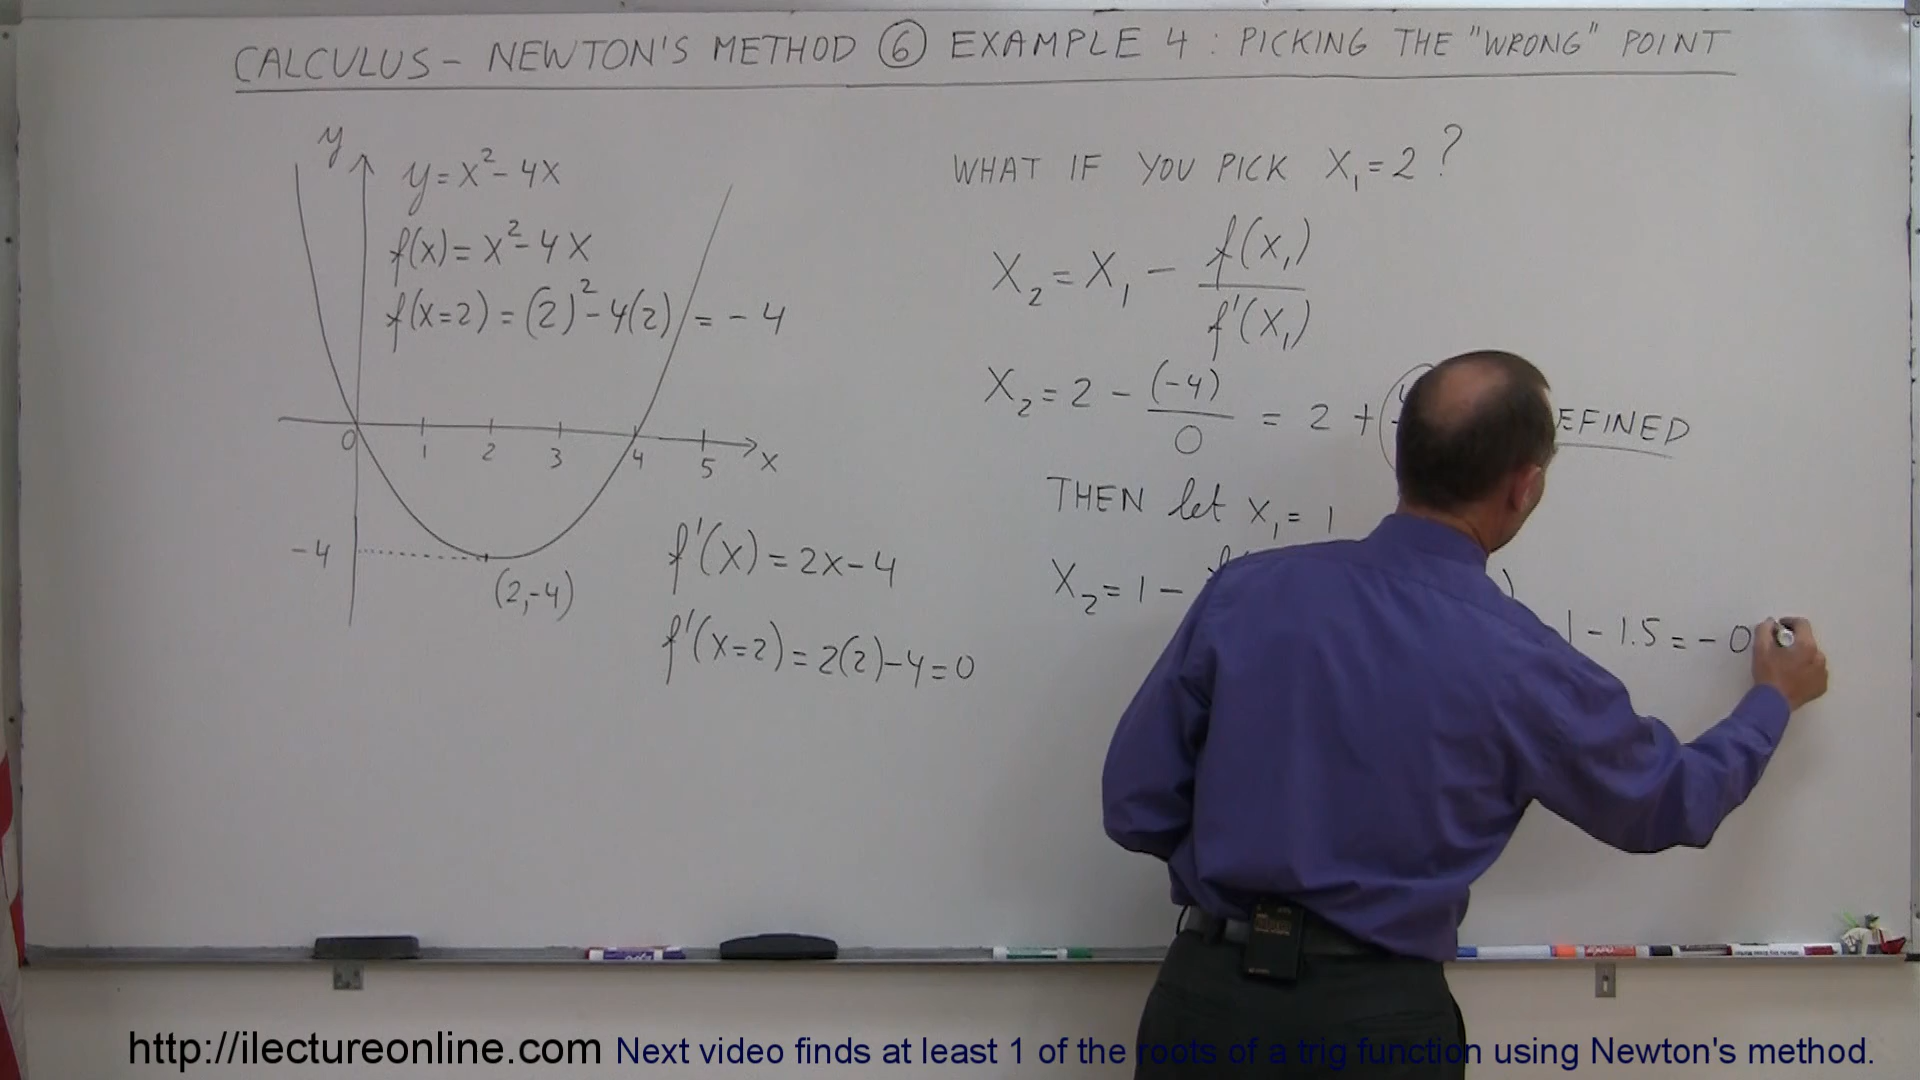 CALCULUS - NEWTON'S METHOD ⑥ EXAMPLE 4 : PICKING THE "WRONG" POINT
y
y = x² - 4x
f(x) = x² - 4x
f(x=2) = (2)² - 4(2) = - 4
0 1 2 3 4 5 x
-4
(2,-4)
f'(x) = 2x - 4
f'(x=2) = 2(2) - 4 = 0
WHAT IF YOU PICK X₁ = 2 ?
X₂ = X₁ - f(x₁)
f'(x₁)
X₂ = 2 - (-4) = 2 + EFINED
0
THEN let x₁ = 1
X₂ = 1 -
1 - 1.5 = - 0
http://ilectureonline.com Next video finds at least 1 of the roots of a trig function using Newton's method.